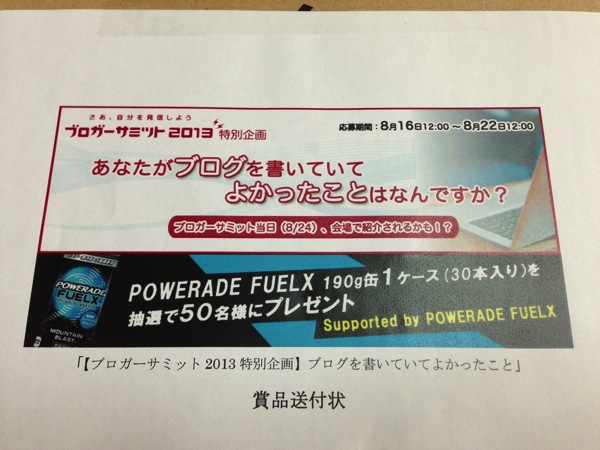 さあ、自分を発信しよう
ブロガーサミット2013 特別企画
応募期間：8月16日12:00 〜8月22日12:00
あなたがブログを書いていて
よかったことはなんですか？
ブロガーサミット当日（8/24）、会場で紹介されるかも！？
POWERADE
FUELX
MOUNTAIN
BLAST
POWERADE FUELX 190g缶1ケース（30本入り）を
抽選で50名様にプレゼント
Supported by POWERADE FUELX
「【ブロガーサミット 2013 特別企画】ブログを書いていてよかったこと」
賞品送付状